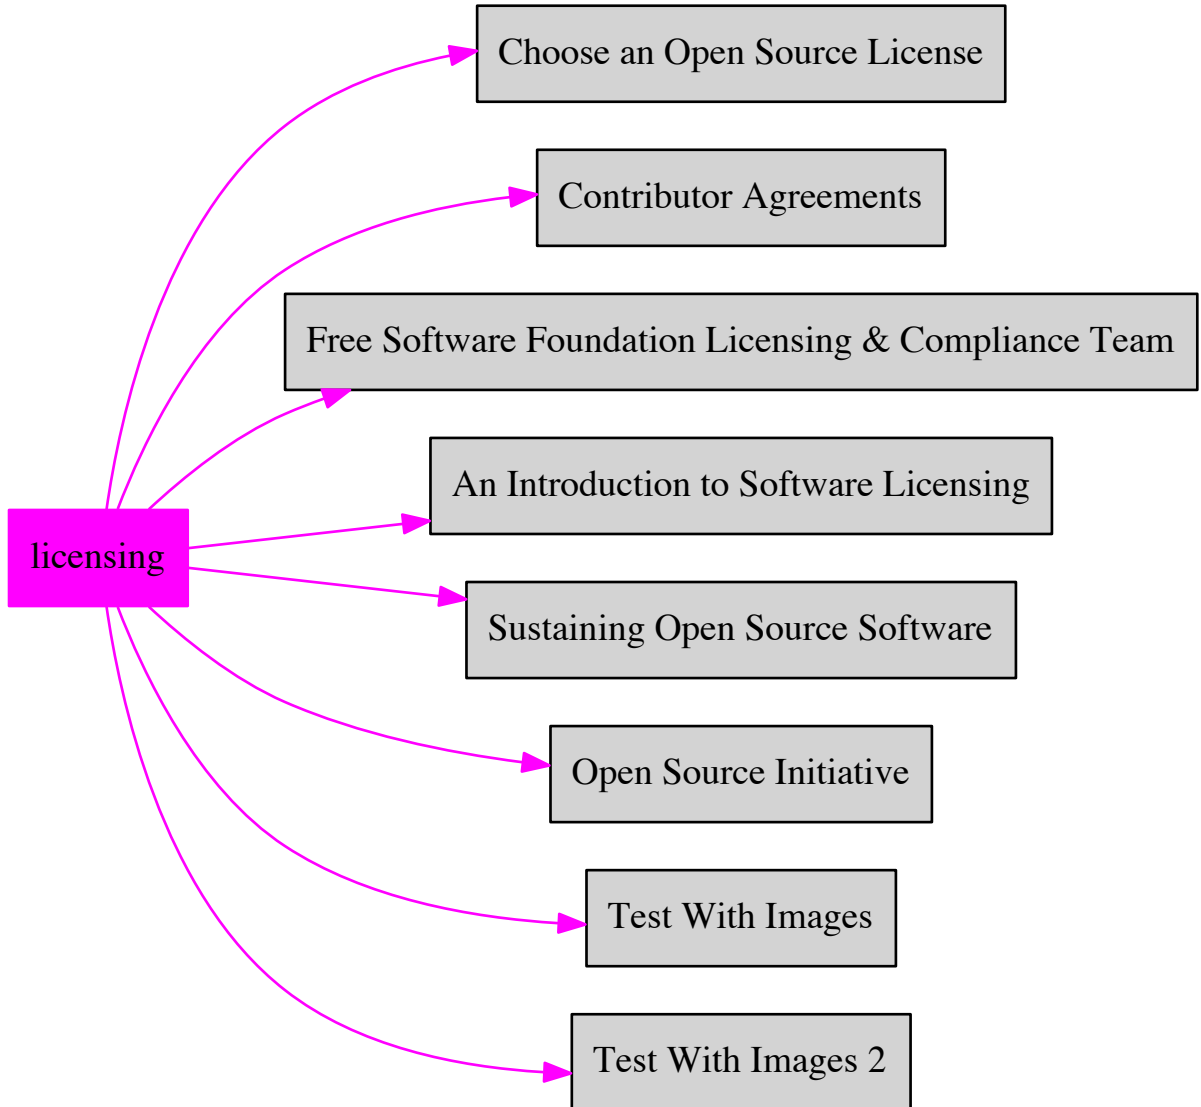 Choose an Open Source License
Contributor Agreements
Free Software Foundation Licensing & Compliance Team
An Introduction to Software Licensing
licensing
Sustaining Open Source Software
Open Source Initiative
Test With Images
Test With Images 2